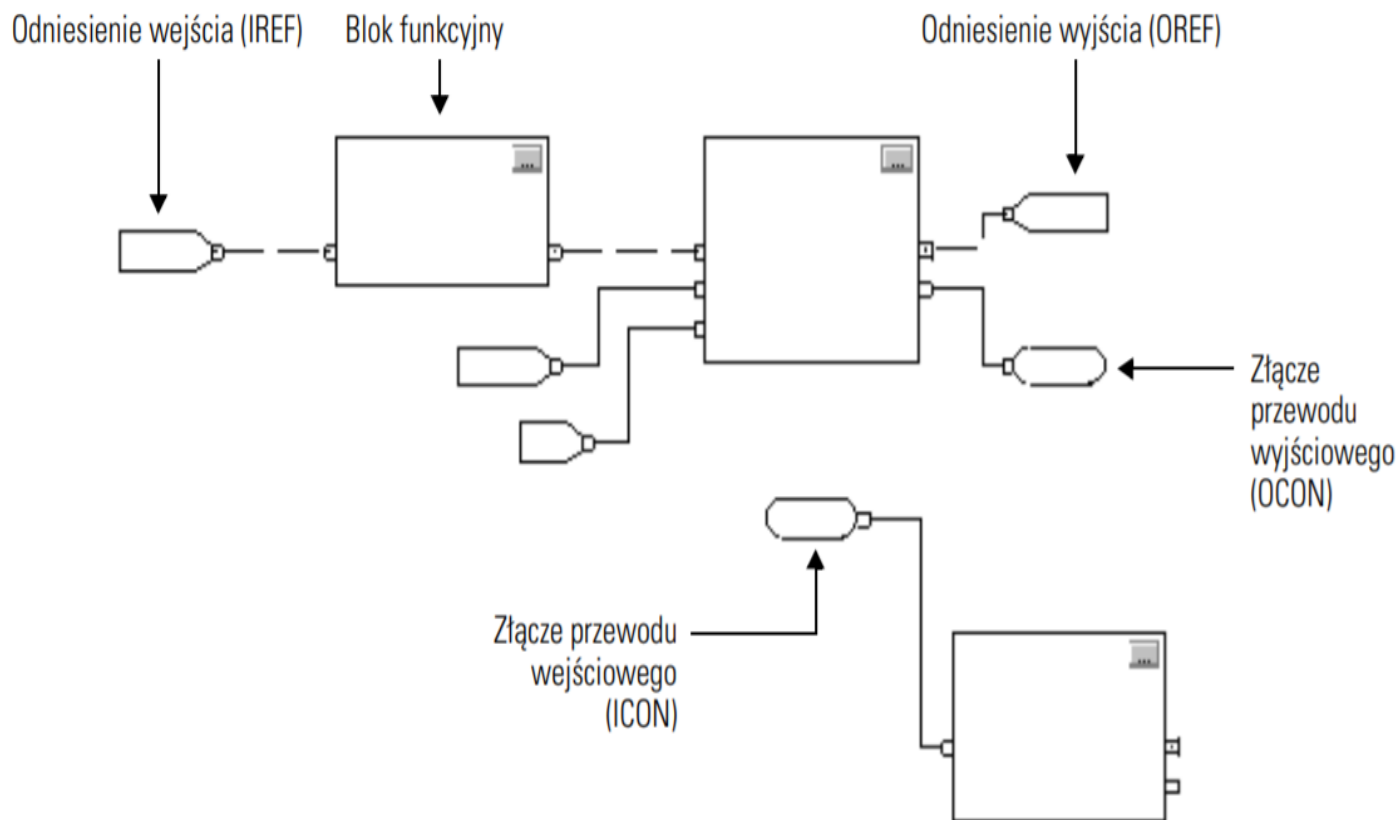 Odniesienie wejścia (IREF)
Blok funkcyjny
Odniesienie wyjścia (OREF)
Złącze
przewodu
wyjściowego
(OCON)
Złącze przewodu
wejściowego
(ICON)